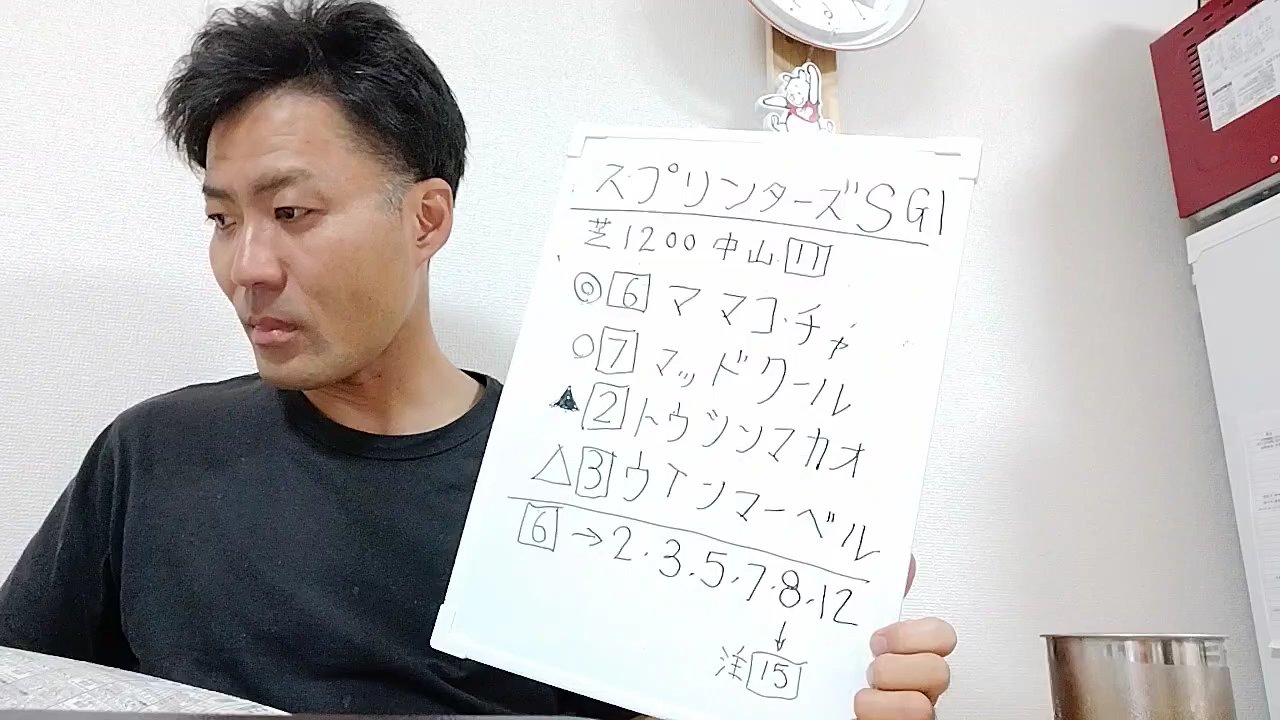 スプリンターズSG1
芝1200中山 11
◎ 6 ママコチャ
○ 7 マッドクール
▲ 2 トウシンマカオ
△ 3 ウインマーベル
6 → 2.3.5.7.8.12
↓
注 15